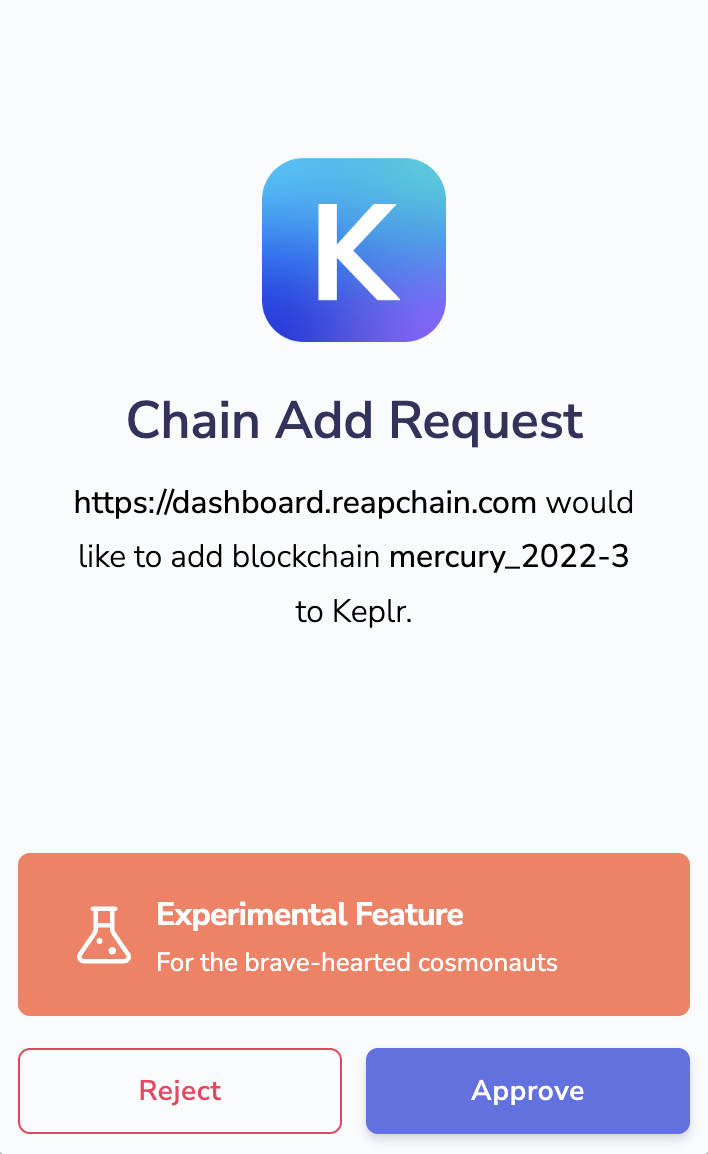 K
Chain Add Request
https://dashboard.reapchain.com would
like to add blockchain mercury_2022-3
to Keplr.
Experimental Feature
For the brave-hearted cosmonauts
Reject
Approve